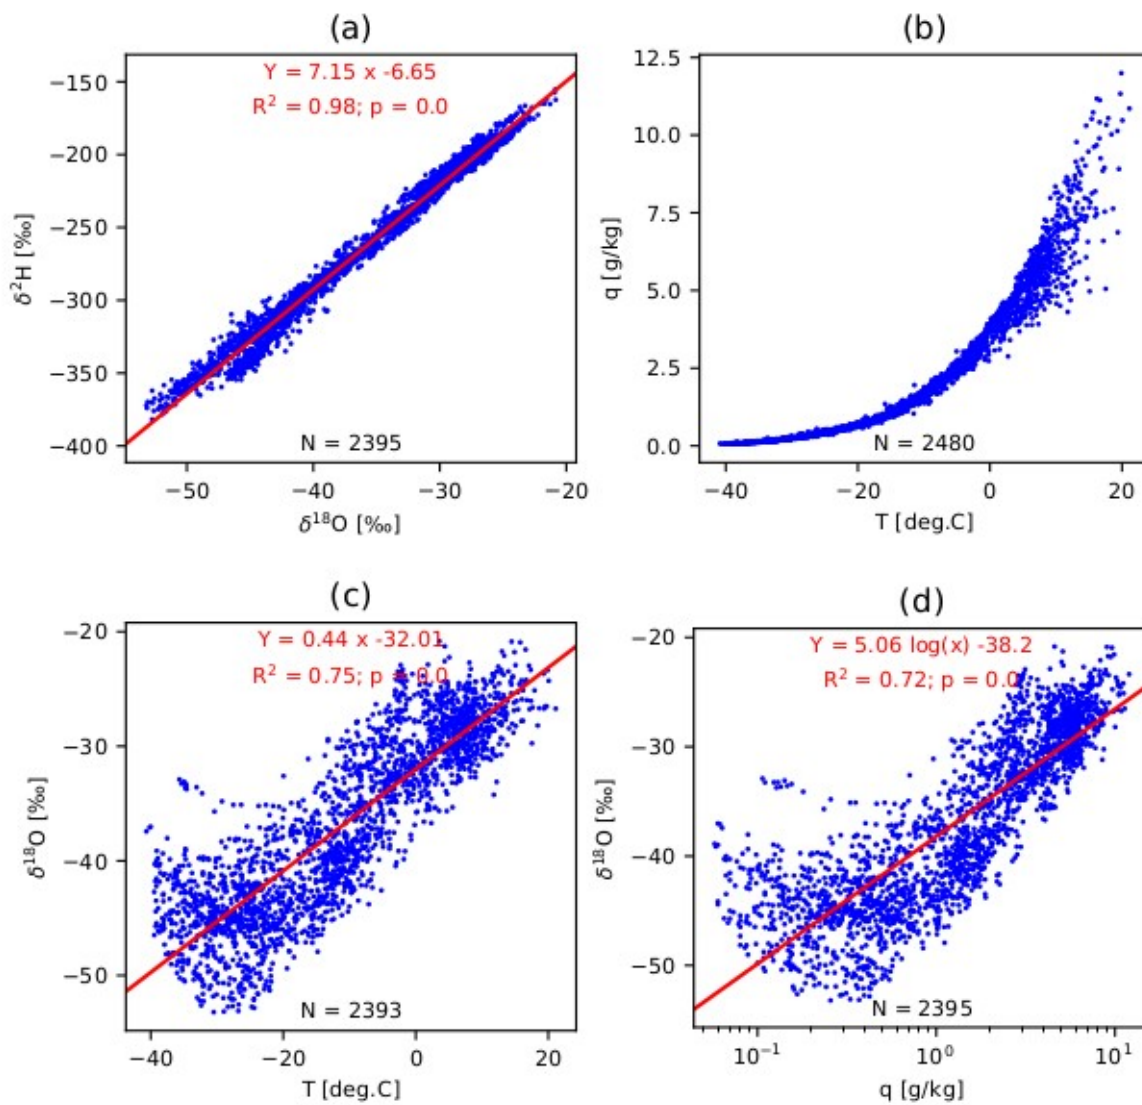 (a)
Y = 7.15 x -6.65
R² = 0.98; p = 0.0
−150
−200
−250
−300
−350
−400
δ²H [‰]
N = 2395
−50
−40
−30
−20
δ¹⁸O [‰]
(b)
12.5
10.0
7.5
5.0
2.5
0.0
q [g/kg]
N = 2480
−40
−20
0
20
T [deg.C]
(c)
Y = 0.44 x -32.01
R² = 0.75; p = 0.0
−20
−30
−40
−50
δ¹⁸O [‰]
N = 2393
−40
−20
0
20
T [deg.C]
(d)
Y = 5.06 log(x) -38.2
R² = 0.72; p = 0.0
−20
−30
−40
−50
δ¹⁸O [‰]
N = 2395
10⁻¹
10⁰
10¹
q [g/kg]